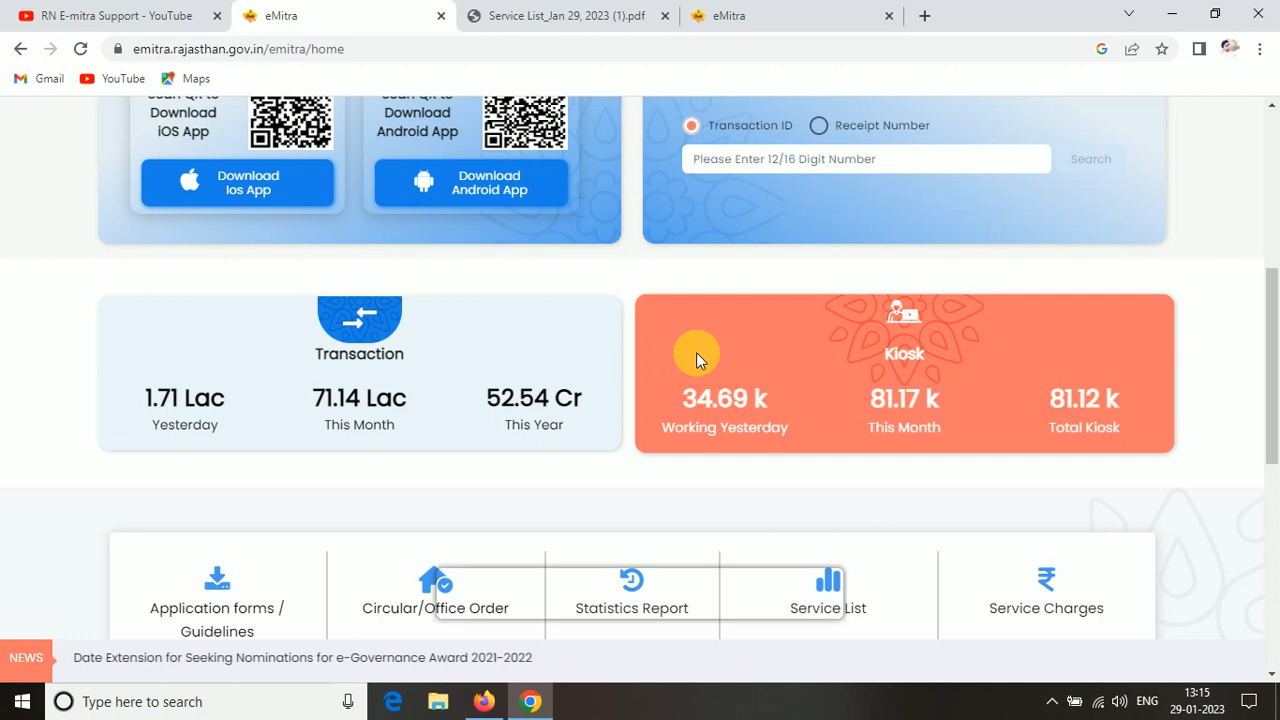 RN E-mitra Support - YouTube
eMitra
Service List_Jan 29, 2023 (1).pdf
eMitra
emitra.rajasthan.gov.in/emitra/home
Gmail
YouTube
Maps
Scan QR to
Download
iOS App
Download
Android App
Download
Ios App
Download
Android App
Transaction ID
Receipt Number
Please Enter 12/16 Digit Number
Search
Transaction
1.71 Lac
71.14 Lac
52.54 Cr
Yesterday
This Month
This Year
Kiosk
34.69 k
81.17 k
81.12 k
Working Yesterday
This Month
Total Kiosk
Application forms /
Guidelines
Circular/Office Order
Statistics Report
Service List
Service Charges
NEWS
Date Extension for Seeking Nominations for e-Governance Award 2021-2022
Type here to search
ENG
13:15
29-01-2023